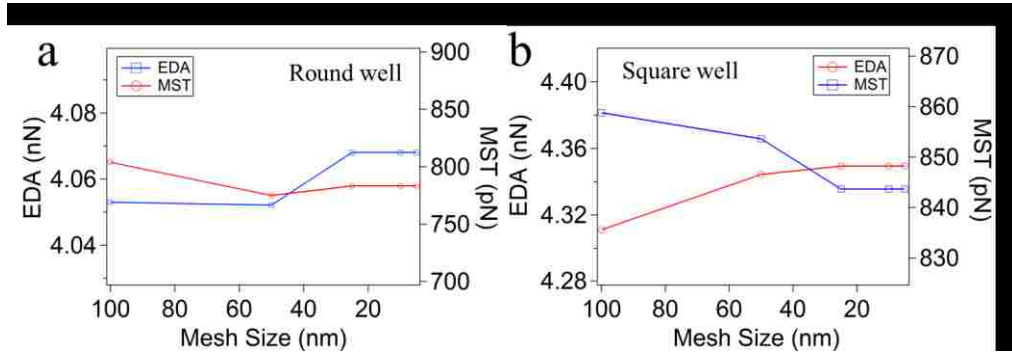 a
EDA
MST
Round well
EDA (nN)
4.08
4.06
4.04
900
850
800
750
700
MST (pN)
100
80
60
40
20
Mesh Size (nm)
b
Square well
EDA
MST
EDA (nN)
4.40
4.36
4.32
4.28
870
860
850
840
830
MST (pN)
100
80
60
40
20
Mesh Size (nm)